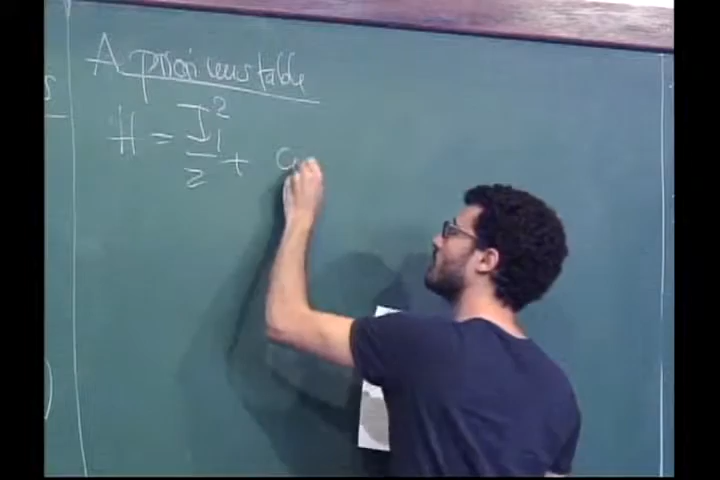 A priori unstable
H = I₁²/2 +